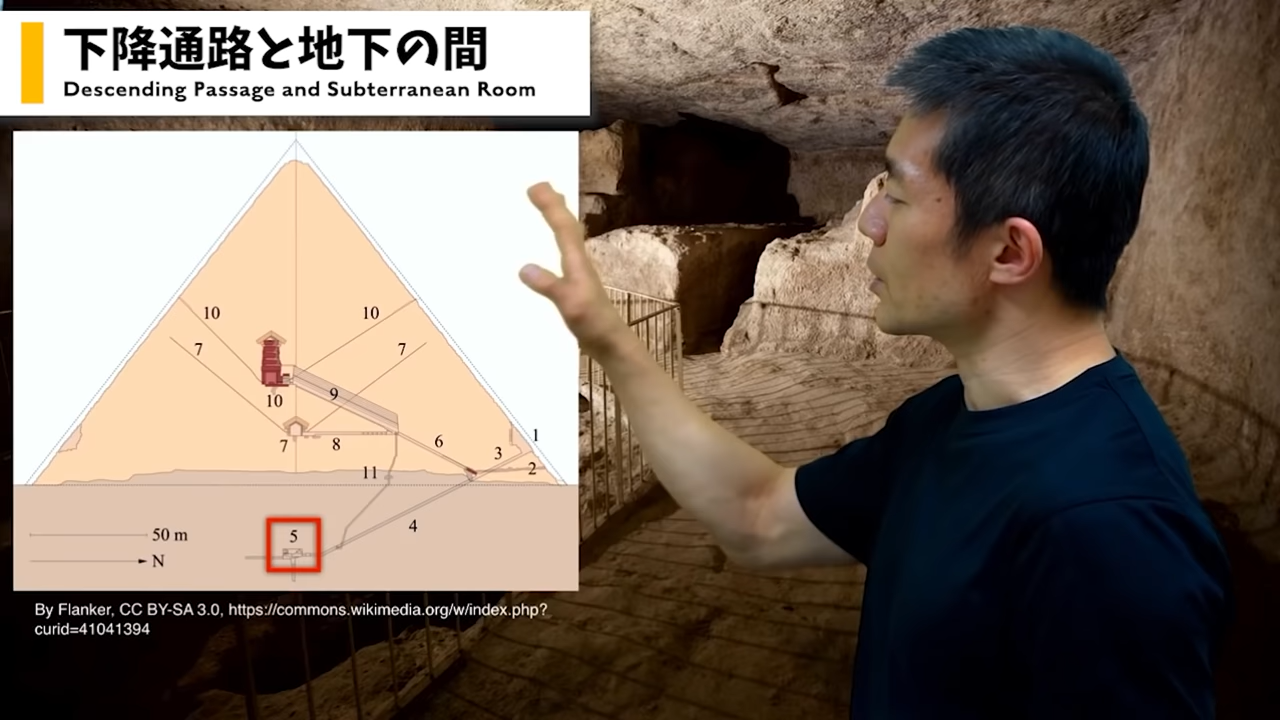 下降通路と地下の間
Descending Passage and Subterranean Room
10
10
7
7
10
9
7
8
6
3
1
2
11
4
5
50 m
N
By Flanker, CC BY-SA 3.0, https://commons.wikimedia.org/w/index.php?
curid=41041394